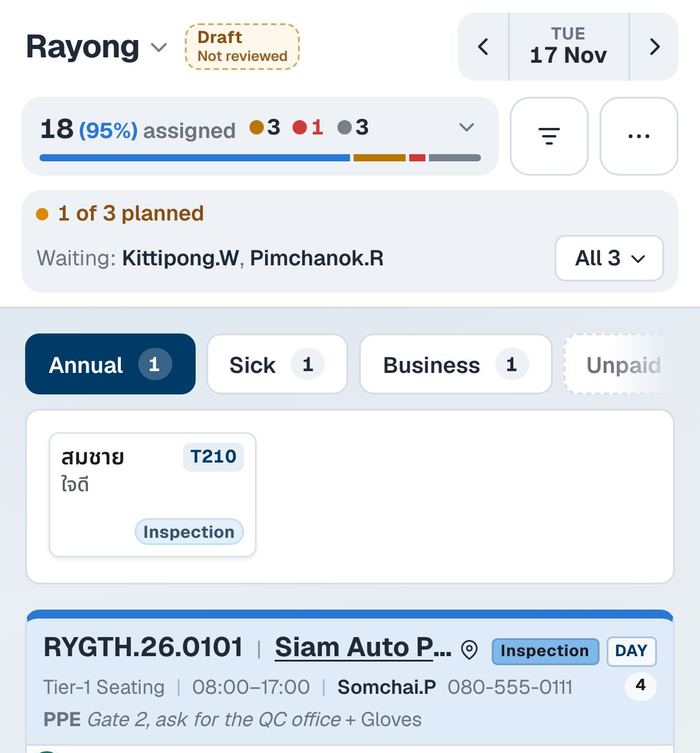 Rayong
Draft
Not reviewed
TUE
17 Nov
18 (95%) assigned 3 1 3
1 of 3 planned
Waiting: Kittipong.W, Pimchanok.R
All 3
Annual 1 Sick 1 Business 1 Unpaid
สมชาย T210
ใจดี
Inspection
RYGTH.26.0101 | Siam Auto P... Inspection DAY
Tier-1 Seating | 08:00–17:00 | Somchai.P 080-555-0111 4
PPE Gate 2, ask for the QC office + Gloves